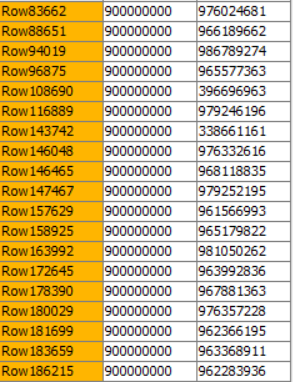 Row83662 900000000 976024681
Row88651 900000000 966189662
Row94019 900000000 986789274
Row96875 900000000 965577363
Row108690 900000000 396696963
Row116889 900000000 979246196
Row143742 900000000 338661161
Row146048 900000000 976332616
Row146465 900000000 968118835
Row147467 900000000 979252195
Row157629 900000000 961566993
Row158925 900000000 965179822
Row163992 900000000 981050262
Row172645 900000000 963992836
Row178390 900000000 967881363
Row180029 900000000 976357228
Row181699 900000000 962366195
Row183659 900000000 963368911
Row186215 900000000 962283936